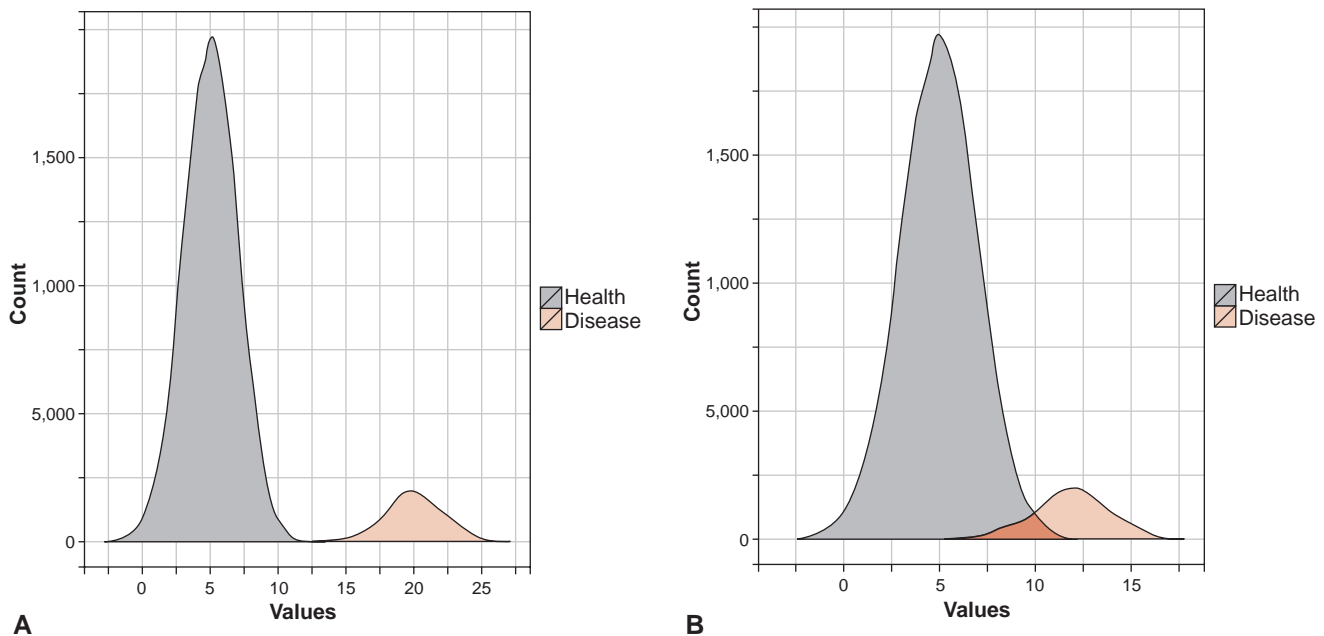 Count
1,500
1,000
5,000
0
0 5 10 15 20 25
Values
Health
Disease
A
Count
1,500
1,000
5,000
0
0 5 10 15
Values
Health
Disease
B